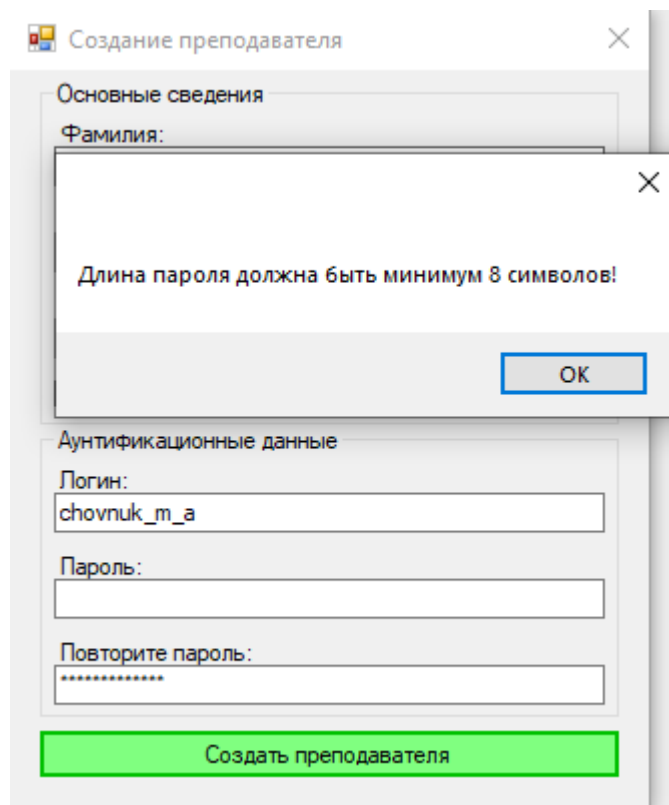 Создание преподавателя
Основные сведения
Фамилия:
Длина пароля должна быть минимум 8 символов!
ОК
Аунтификационные данные
Логин:
chovnuk_m_a
Пароль:
Повторите пароль:
*************
Создать преподавателя